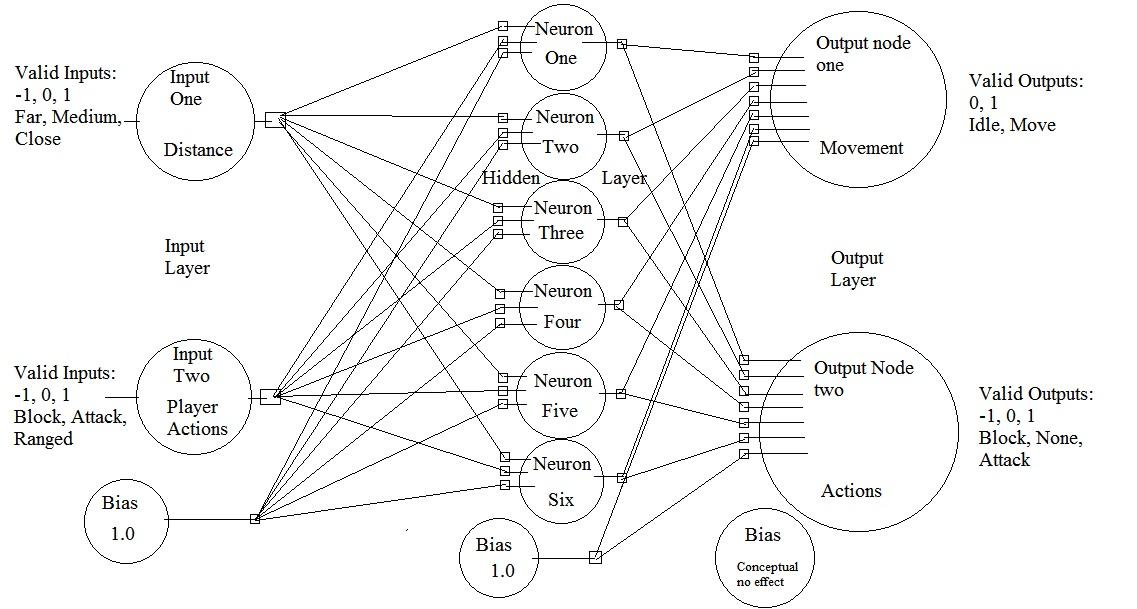 Valid Inputs:
-1, 0, 1
Far, Medium,
Close
Input
One
Distance
Input
Layer
Valid Inputs:
-1, 0, 1
Block, Attack,
Ranged
Input
Two
Player
Actions
Bias
1.0
Neuron
One
Neuron
Two
Hidden Layer
Neuron
Three
Neuron
Four
Neuron
Five
Neuron
Six
Bias
1.0
Output node
one
Movement
Valid Outputs:
0, 1
Idle, Move
Output
Layer
Output Node
two
Actions
Valid Outputs:
-1, 0, 1
Block, None,
Attack
Bias
Conceptual
no effect